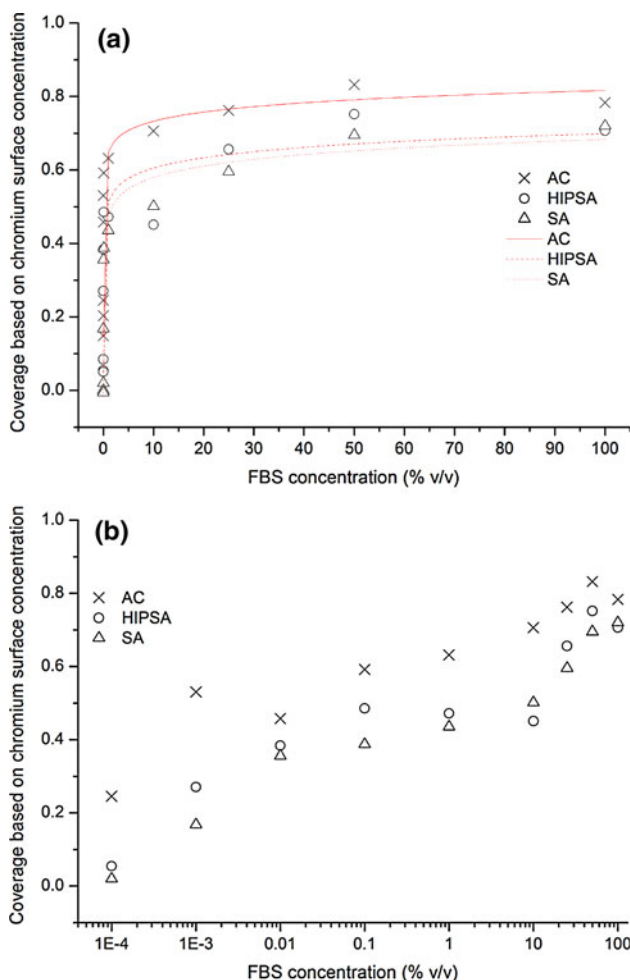 (a)
Coverage based on chromium surface concentration
1.0
0.8
0.6
0.4
0.2
0.0
AC
HIPSA
SA
AC
HIPSA
SA
0 10 20 30 40 50 60 70 80 90 100
FBS concentration (% v/v)
(b)
Coverage based on chromium surface concentration
1.0
0.8
0.6
0.4
0.2
0.0
AC
HIPSA
SA
1E-4 1E-3 0.01 0.1 1 10 100
FBS concentration (% v/v)